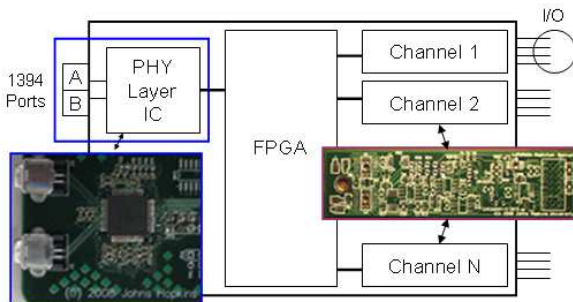 I/O
1394
Ports
A
B
PHY
Layer
IC
FPGA
Channel 1
Channel 2
Channel N
(C) 2008 Johns Hopkins